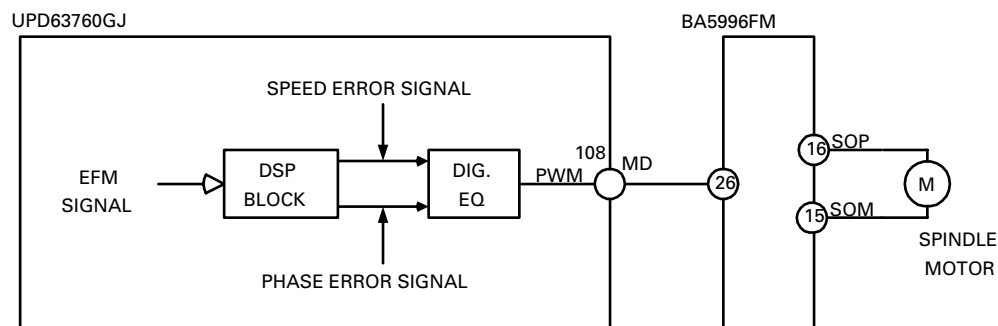 UPD63760GJ
BA5996FM
SPEED ERROR SIGNAL
EFM
SIGNAL
DSP
BLOCK
DIG.
EQ
PWM
108
MD
26
16
SOP
15
SOM
M
SPINDLE
MOTOR
PHASE ERROR SIGNAL